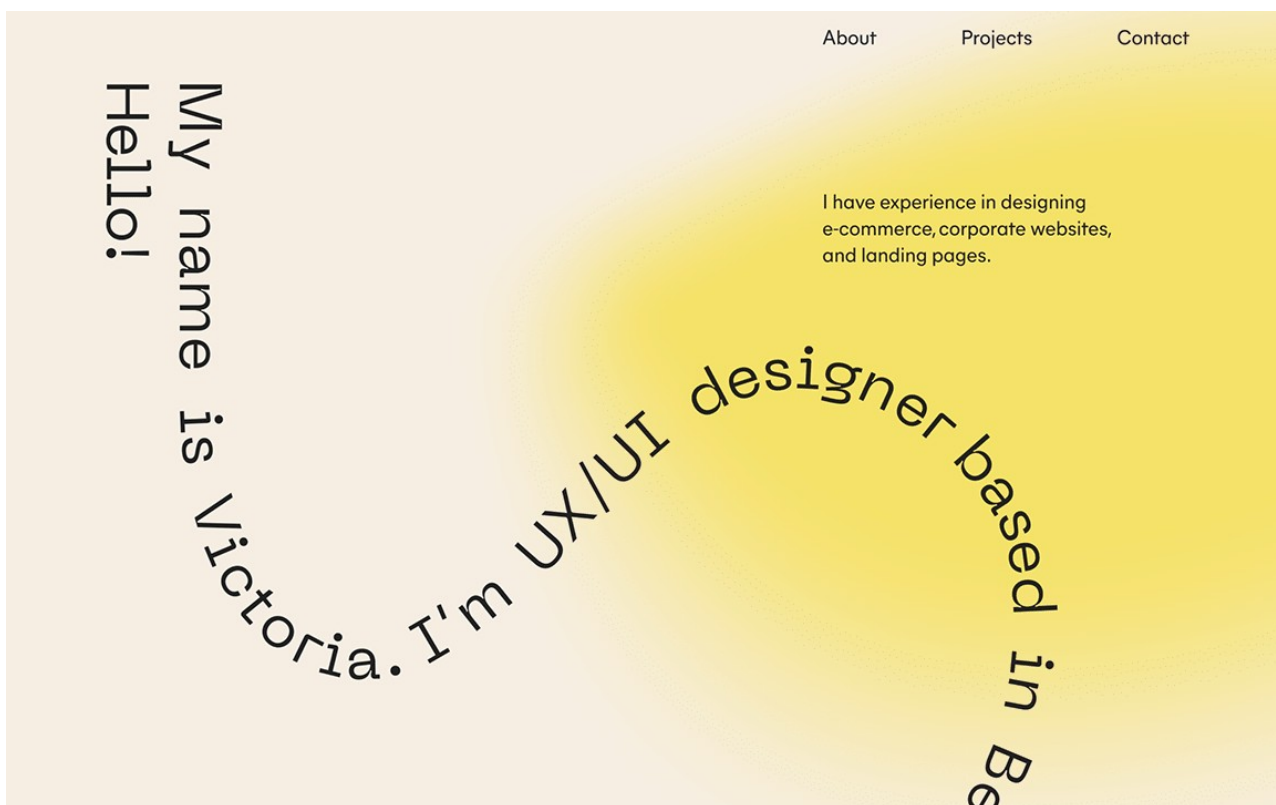 About
Projects
Contact
Hello!
My name is Victoria. I'm UX/UI designer based in Be
I have experience in designing
e-commerce, corporate websites,
and landing pages.